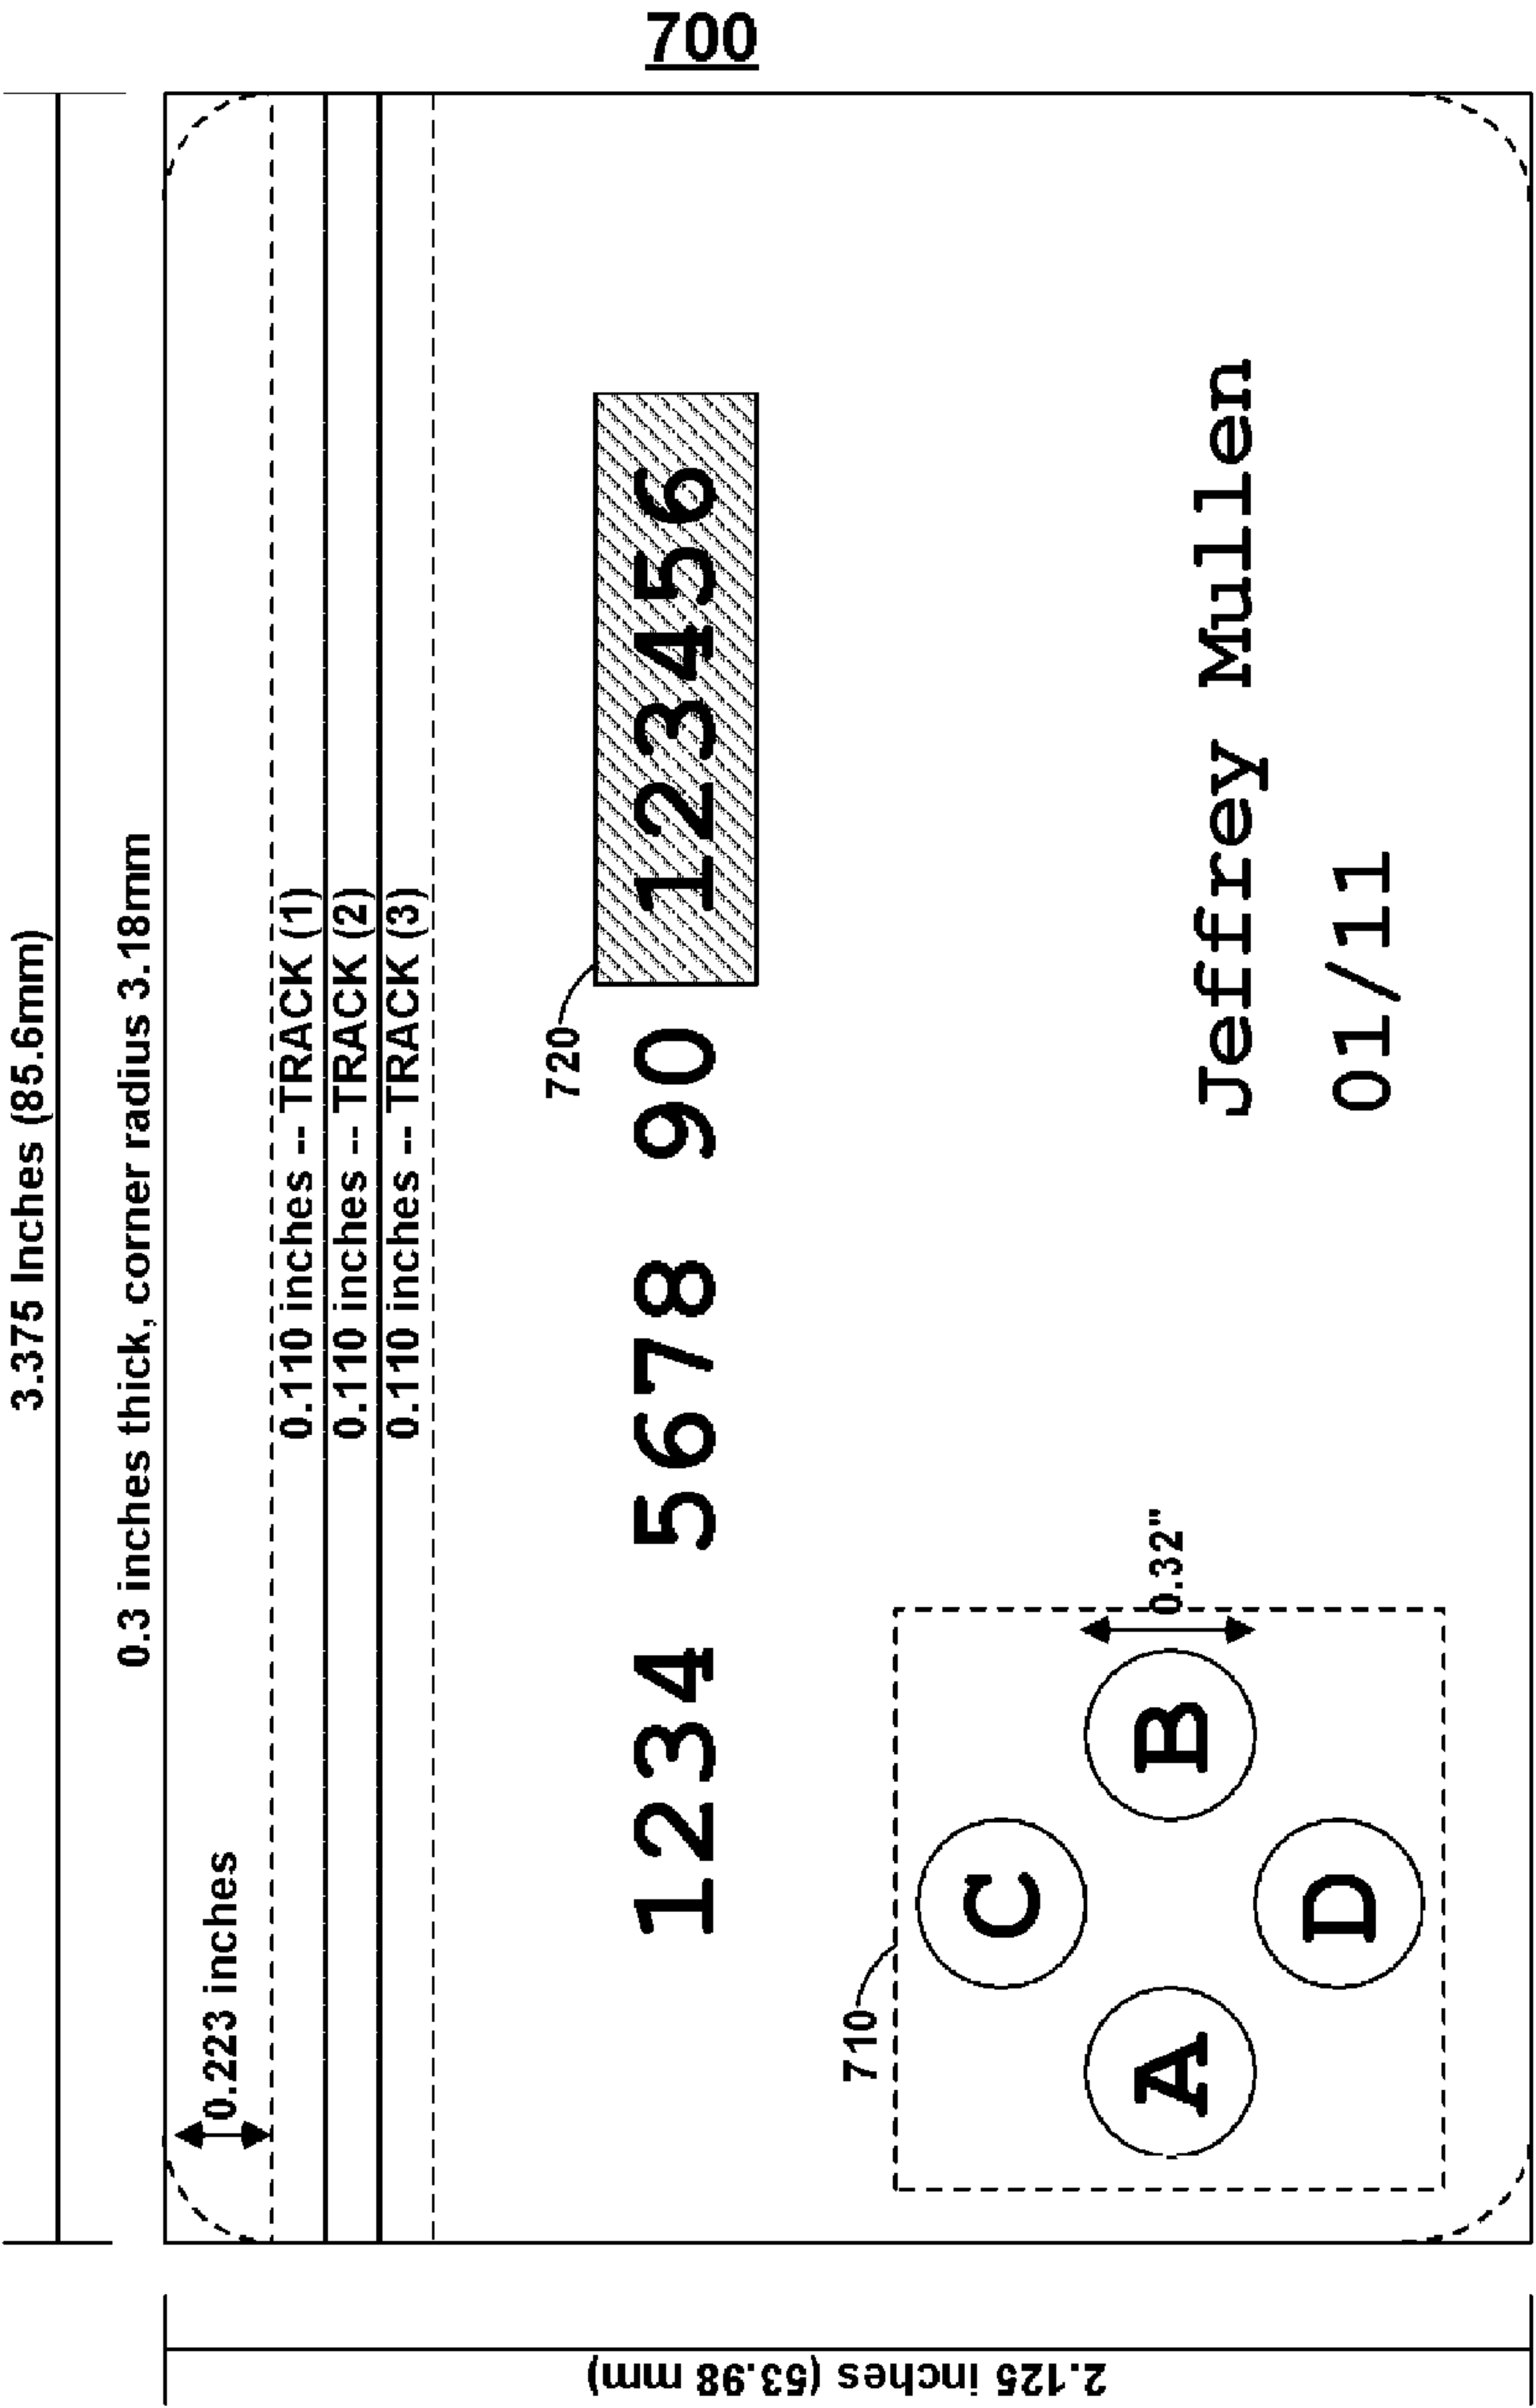 3.375 Inches (85.6mm)
0.3 inches thick, corner radius 3.18mm
0.223 inches
0.110 inches -- TRACK (1)
0.110 inches -- TRACK (2)
0.110 inches -- TRACK (3)
700
720
1234 5678 90 123456
710
C
A
B
D
0.32"
Jeffrey Mullen
01/11
2.125 inches (53.98 mm)